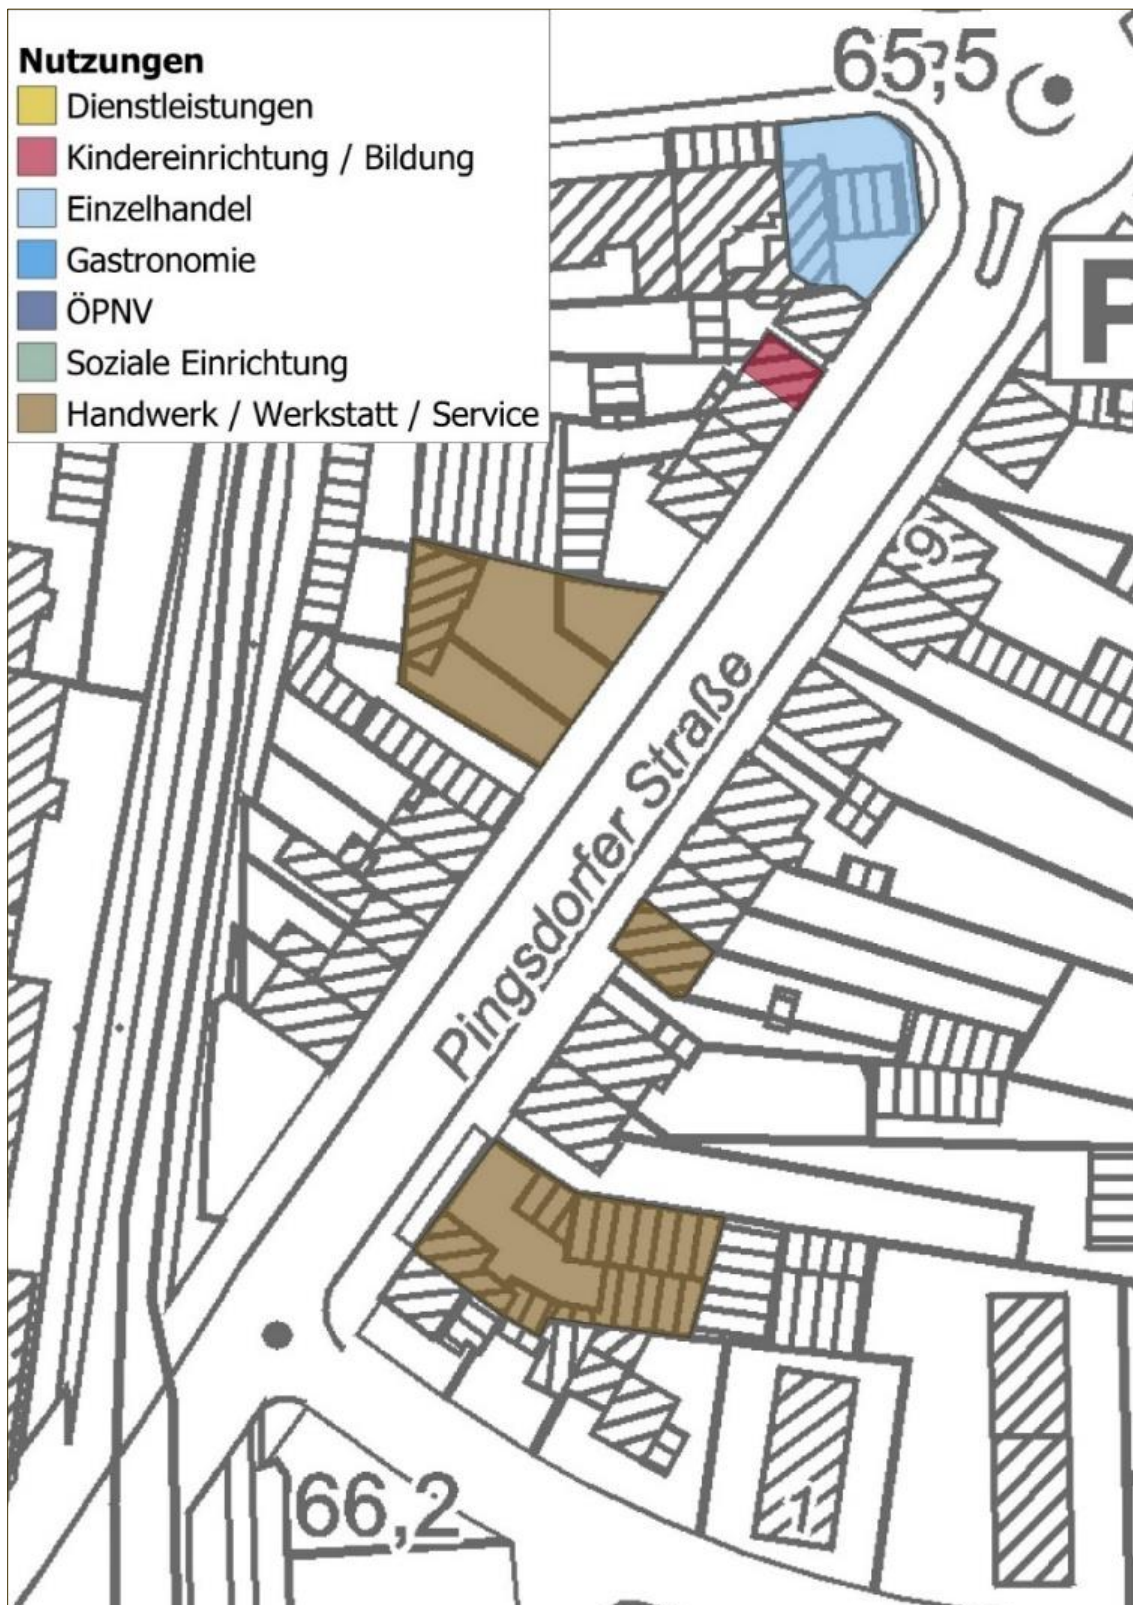 Nutzungen
Dienstleistungen
Kindereinrichtung / Bildung
Einzelhandel
Gastronomie
ÖPNV
Soziale Einrichtung
Handwerk / Werkstatt / Service
65,5
P
9
Pingsdorfer Straße
66,2
1